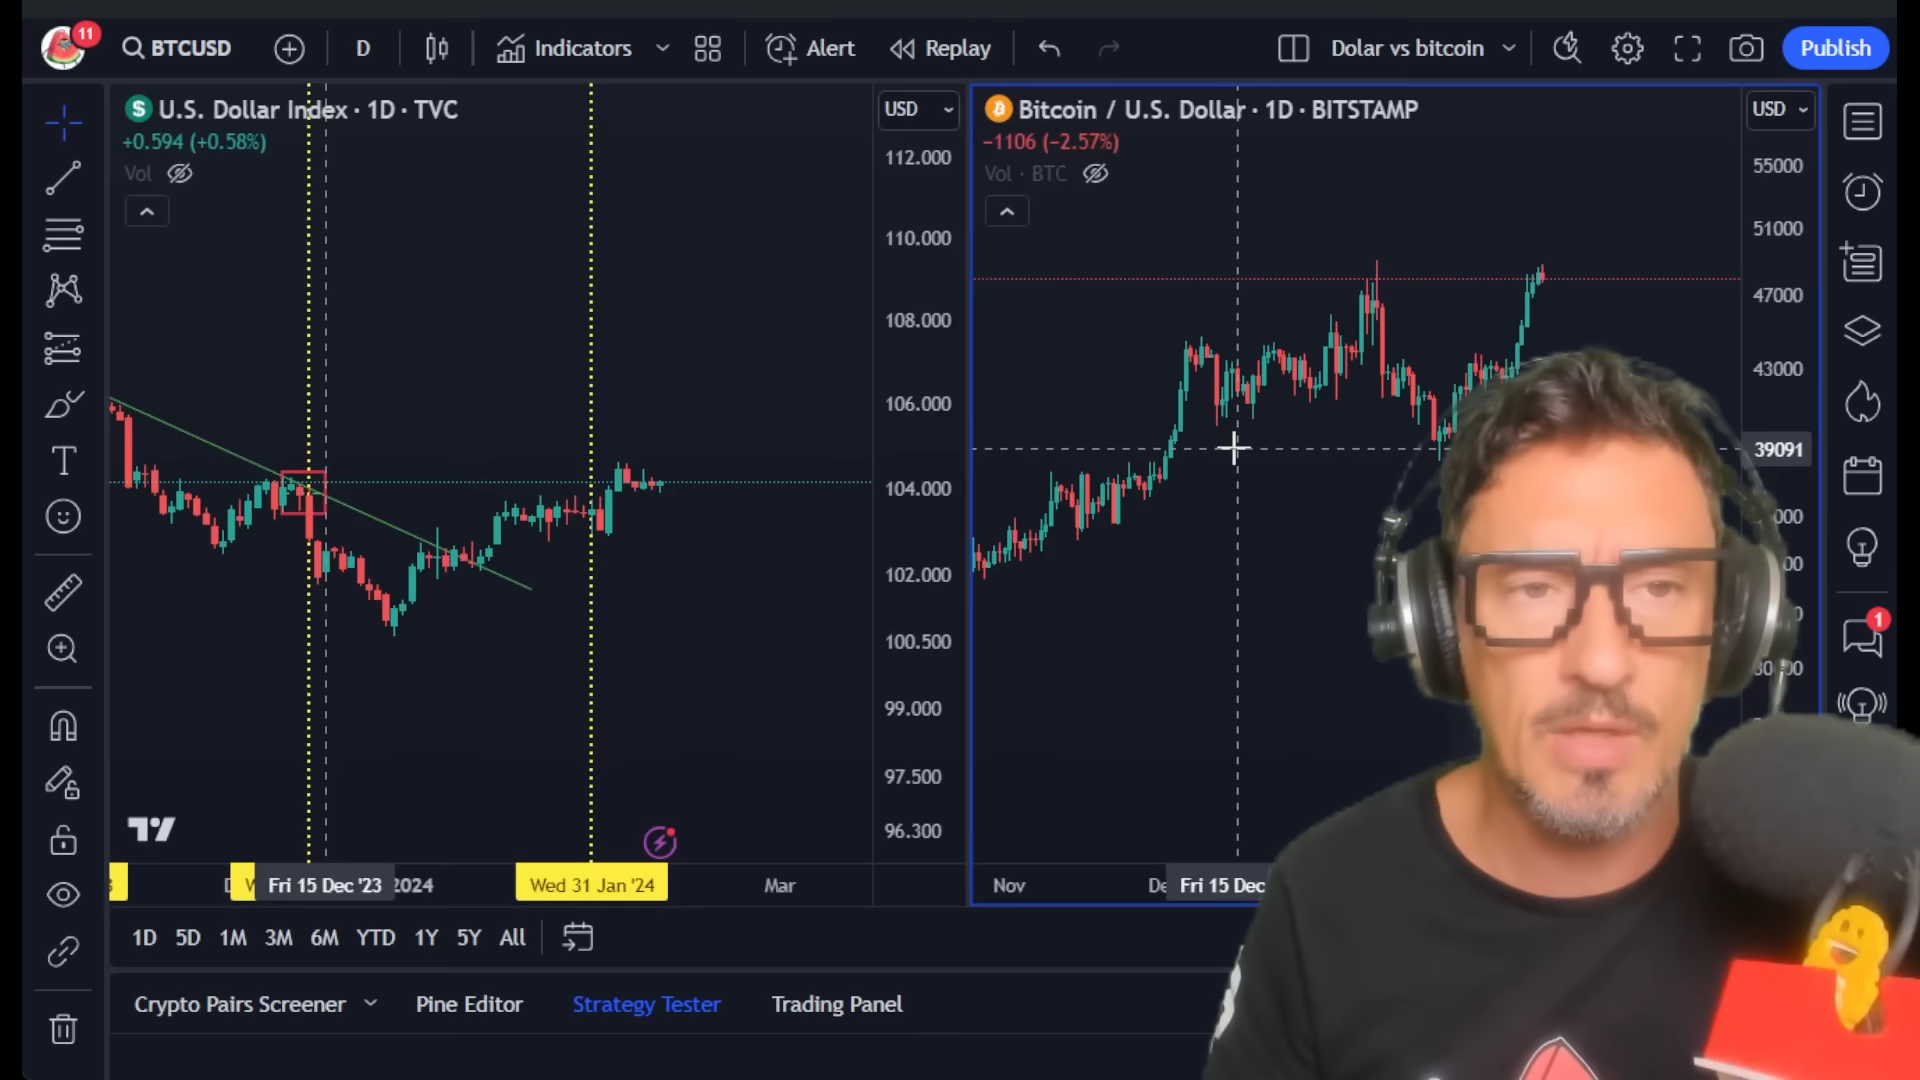 11
BTCUSD
D
Indicators
Alert
Replay
Dolar vs bitcoin
Publish
U.S. Dollar Index · 1D · TVC
+0.594 (+0.58%)
Vol
USD
112.000
110.000
108.000
106.000
104.000
102.000
100.500
99.000
97.500
96.300
Fri 15 Dec '23
2024
Wed 31 Jan '24
Mar
Bitcoin / U.S. Dollar · 1D · BITSTAMP
−1106 (−2.57%)
Vol · BTC
USD
55000
51000
47000
43000
39091
Nov
Fri 15 Dec
1
1D 5D 1M 3M 6M YTD 1Y 5Y All
Crypto Pairs Screener
Pine Editor
Strategy Tester
Trading Panel